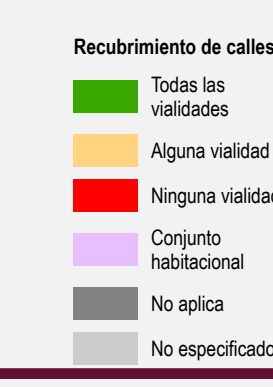 Recubrimiento de calles
Todas las
vialidades
Alguna vialidad
Ninguna vialidad
Conjunto
habitacional
No aplica
No especificado